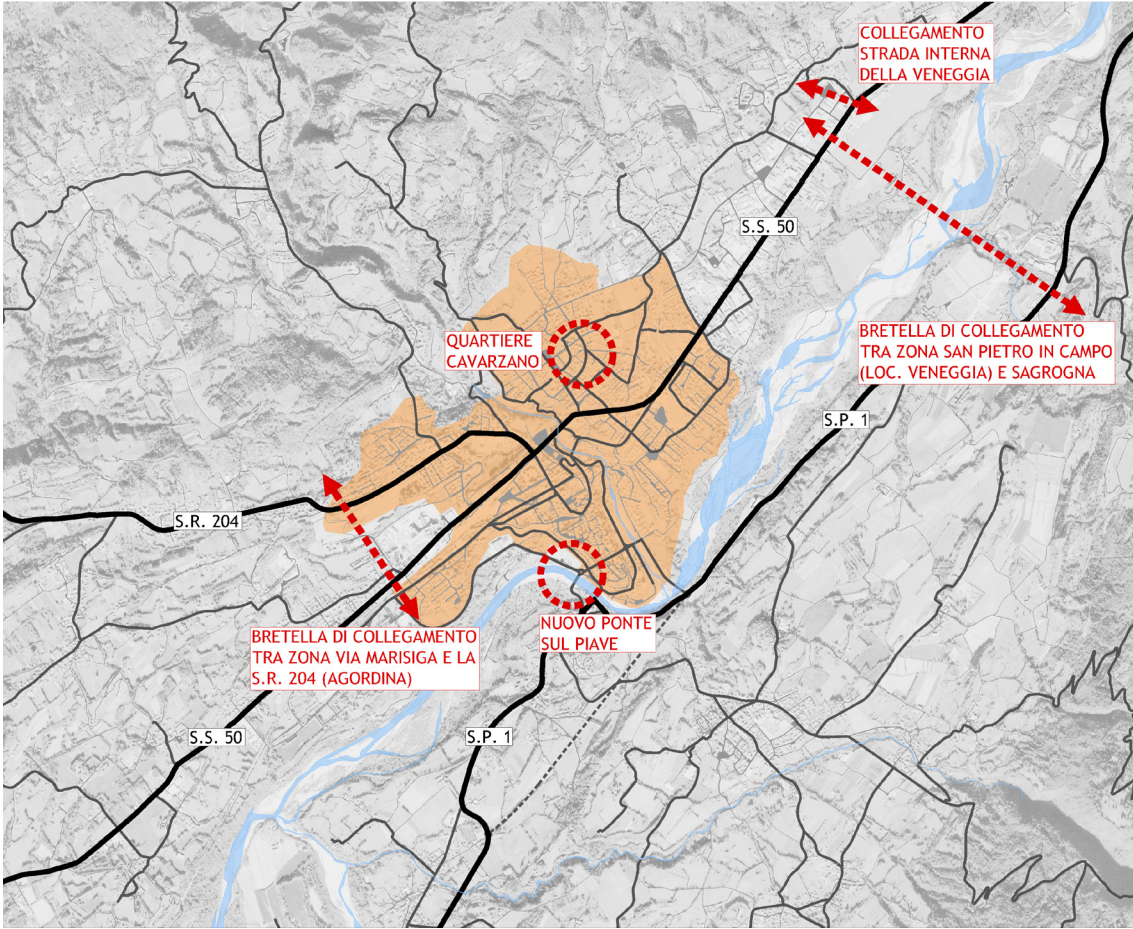 COLLEGAMENTO
STRADA INTERNA
DELLA VENEGGIA
S.S. 50
QUARTIERE
CAVARZANO
BRETELLA DI COLLEGAMENTO
TRA ZONA SAN PIETRO IN CAMPO
(LOC. VENEGGIA) E SAGROGNA
S.P. 1
S.R. 204
NUOVO PONTE
SUL PIAVE
BRETELLA DI COLLEGAMENTO
TRA ZONA VIA MARISIGA E LA
S.R. 204 (AGORDINA)
S.S. 50
S.P. 1